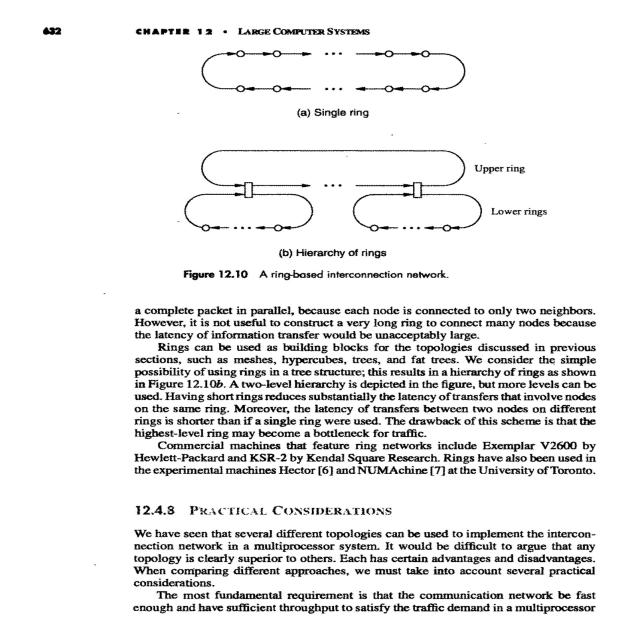 632 CHAPTER 12 • LARGE COMPUTER SYSTEMS
(a) Single ring
Upper ring
Lower rings
(b) Hierarchy of rings
Figure 12.10 A ring-based interconnection network.
a complete packet in parallel, because each node is connected to only two neighbors.
However, it is not useful to construct a very long ring to connect many nodes because
the latency of information transfer would be unacceptably large.
Rings can be used as building blocks for the topologies discussed in previous
sections, such as meshes, hypercubes, trees, and fat trees. We consider the simple
possibility of using rings in a tree structure; this results in a hierarchy of rings as shown
in Figure 12.10b. A two-level hierarchy is depicted in the figure, but more levels can be
used. Having short rings reduces substantially the latency of transfers that involve nodes
on the same ring. Moreover, the latency of transfers between two nodes on different
rings is shorter than if a single ring were used. The drawback of this scheme is that the
highest-level ring may become a bottleneck for traffic.
Commercial machines that feature ring networks include Exemplar V2600 by
Hewlett-Packard and KSR-2 by Kendal Square Research. Rings have also been used in
the experimental machines Hector [6] and NUMAchine [7] at the University of Toronto.
12.4.8 PRACTICAL CONSIDERATIONS
We have seen that several different topologies can be used to implement the intercon-
nection network in a multiprocessor system. It would be difficult to argue that any
topology is clearly superior to others. Each has certain advantages and disadvantages.
When comparing different approaches, we must take into account several practical
considerations.
The most fundamental requirement is that the communication network be fast
enough and have sufficient throughput to satisfy the traffic demand in a multiprocessor